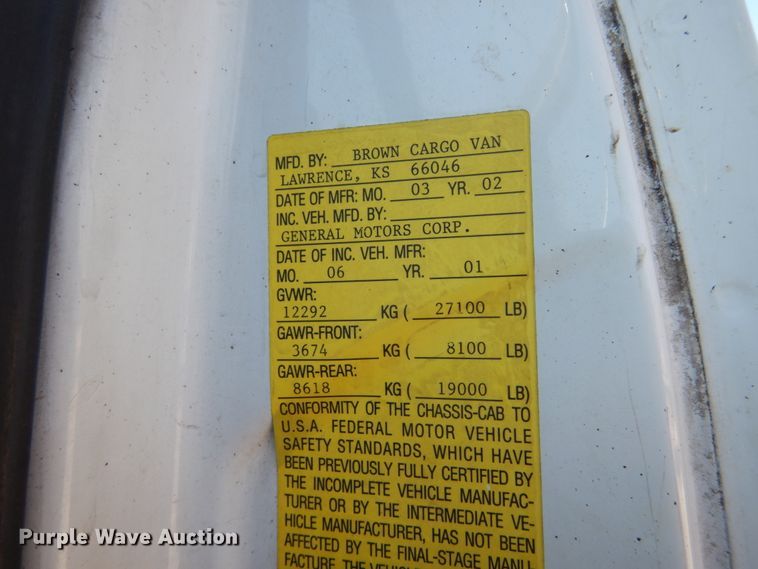 MFD. BY: BROWN CARGO VAN
LAWRENCE, KS 66046
DATE OF MFR: MO. 03 YR. 02
INC. VEH. MFD. BY:
GENERAL MOTORS CORP.
DATE OF INC. VEH. MFR:
MO. 06 YR. 01
GVWR:
12292 KG ( 27100 LB)
GAWR-FRONT:
3674 KG ( 8100 LB)
GAWR-REAR:
8618 KG ( 19000 LB)
CONFORMITY OF THE CHASSIS-CAB TO
U.S.A. FEDERAL MOTOR VEHICLE
SAFETY STANDARDS, WHICH HAVE
BEEN PREVIOUSLY FULLY CERTIFIED BY
THE INCOMPLETE VEHICLE MANUFAC-
TURER OR BY THE INTERMEDIATE VE-
HICLE MANUFACTURER, HAS NOT BEEN
AFFECTED BY THE FINAL-STAGE MANU-
FACTURE. THE
Purple Wave Auction